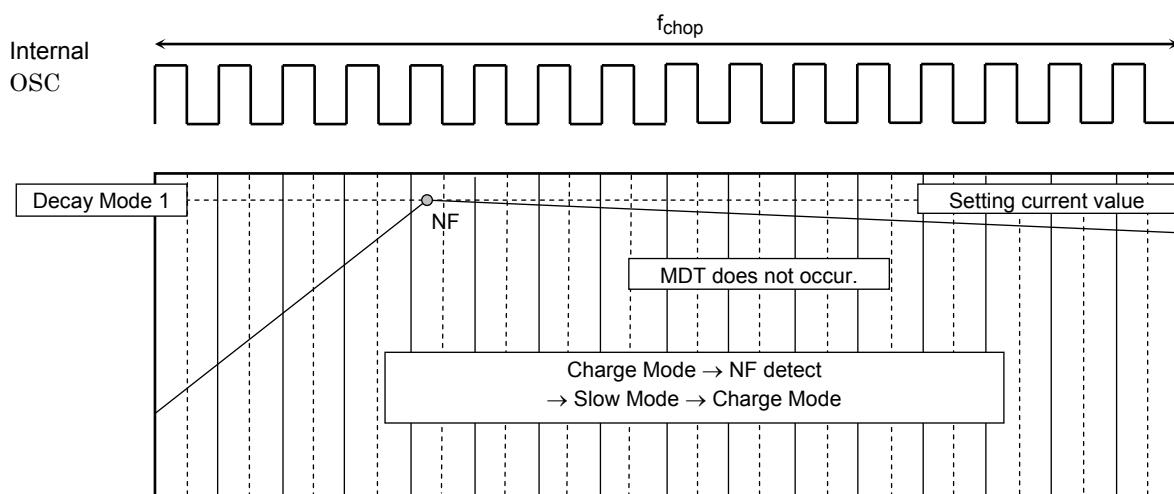 fchop
Internal
OSC
Decay Mode 1
Setting current value
NF
MDT does not occur.
Charge Mode → NF detect
→ Slow Mode → Charge Mode